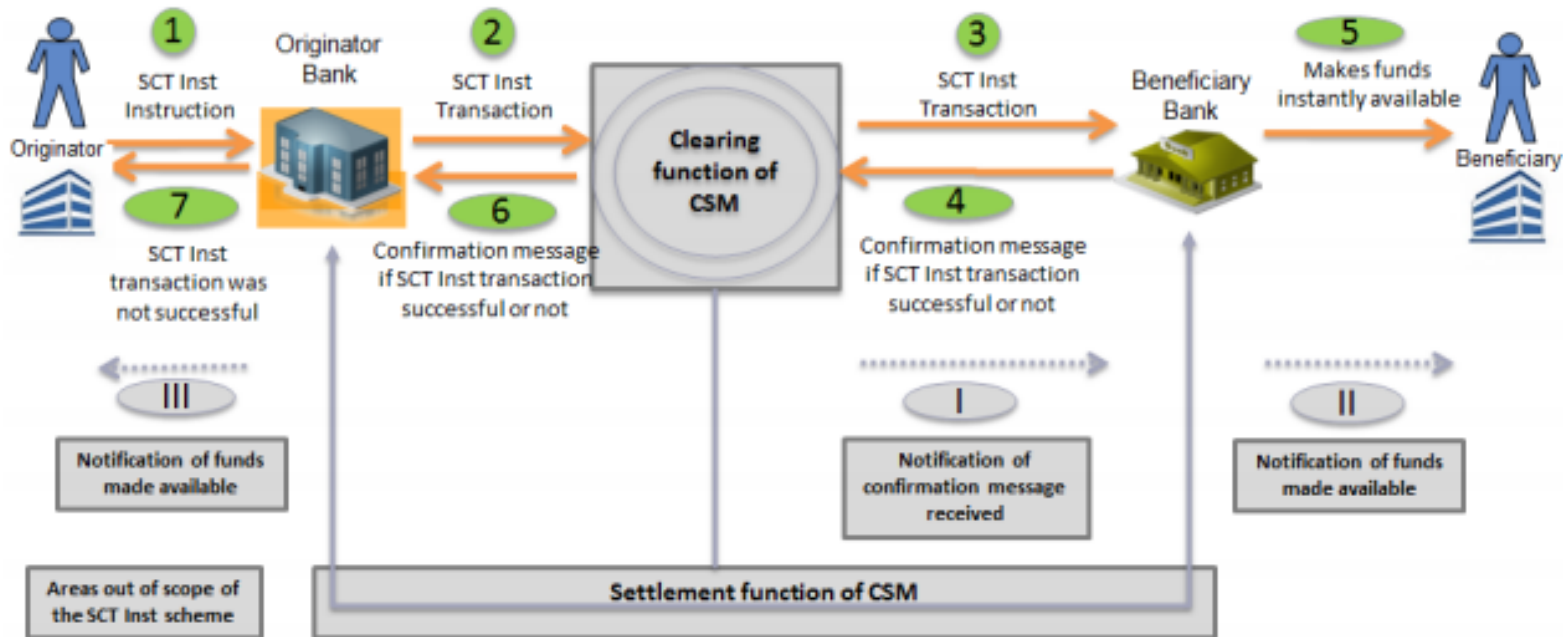 1
SCT Inst
Instruction
Originator
Bank
2
SCT Inst
Transaction
Clearing
function of
CSM
3
SCT Inst
Transaction
Beneficiary
Bank
5
Makes funds
instantly available
Originator
Beneficiary
7
SCT Inst
transaction was
not successful
6
Confirmation message
if SCT Inst transaction
successful or not
4
Confirmation message
if SCT Inst transaction
successful or not
III
Notification of funds
made available
I
Notification of
confirmation message
received
II
Notification of funds
made available
Areas out of scope of
the SCT Inst scheme
Settlement function of CSM